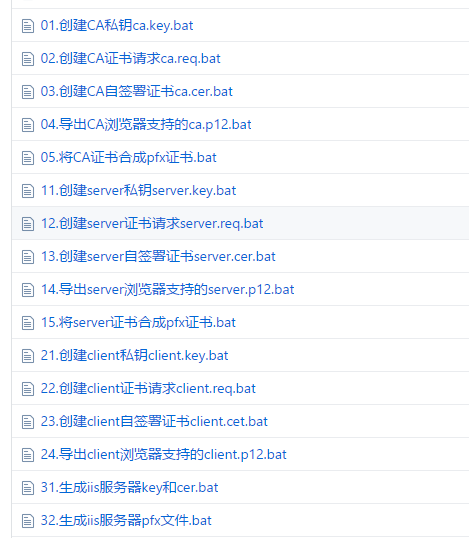 01.创建CA私钥ca.key.bat
02.创建CA证书请求ca.req.bat
03.创建CA自签署证书ca.cer.bat
04.导出CA浏览器支持的ca.p12.bat
05.将CA证书合成pfx证书.bat
11.创建server私钥server.key.bat
12.创建server证书请求server.req.bat
13.创建server自签署证书server.cer.bat
14.导出server浏览器支持的server.p12.bat
15.将server证书合成pfx证书.bat
21.创建client私钥client.key.bat
22.创建client证书请求client.req.bat
23.创建client自签署证书client.cet.bat
24.导出client浏览器支持的client.p12.bat
31.生成iis服务器key和cer.bat
32.生成iis服务器pfx文件.bat